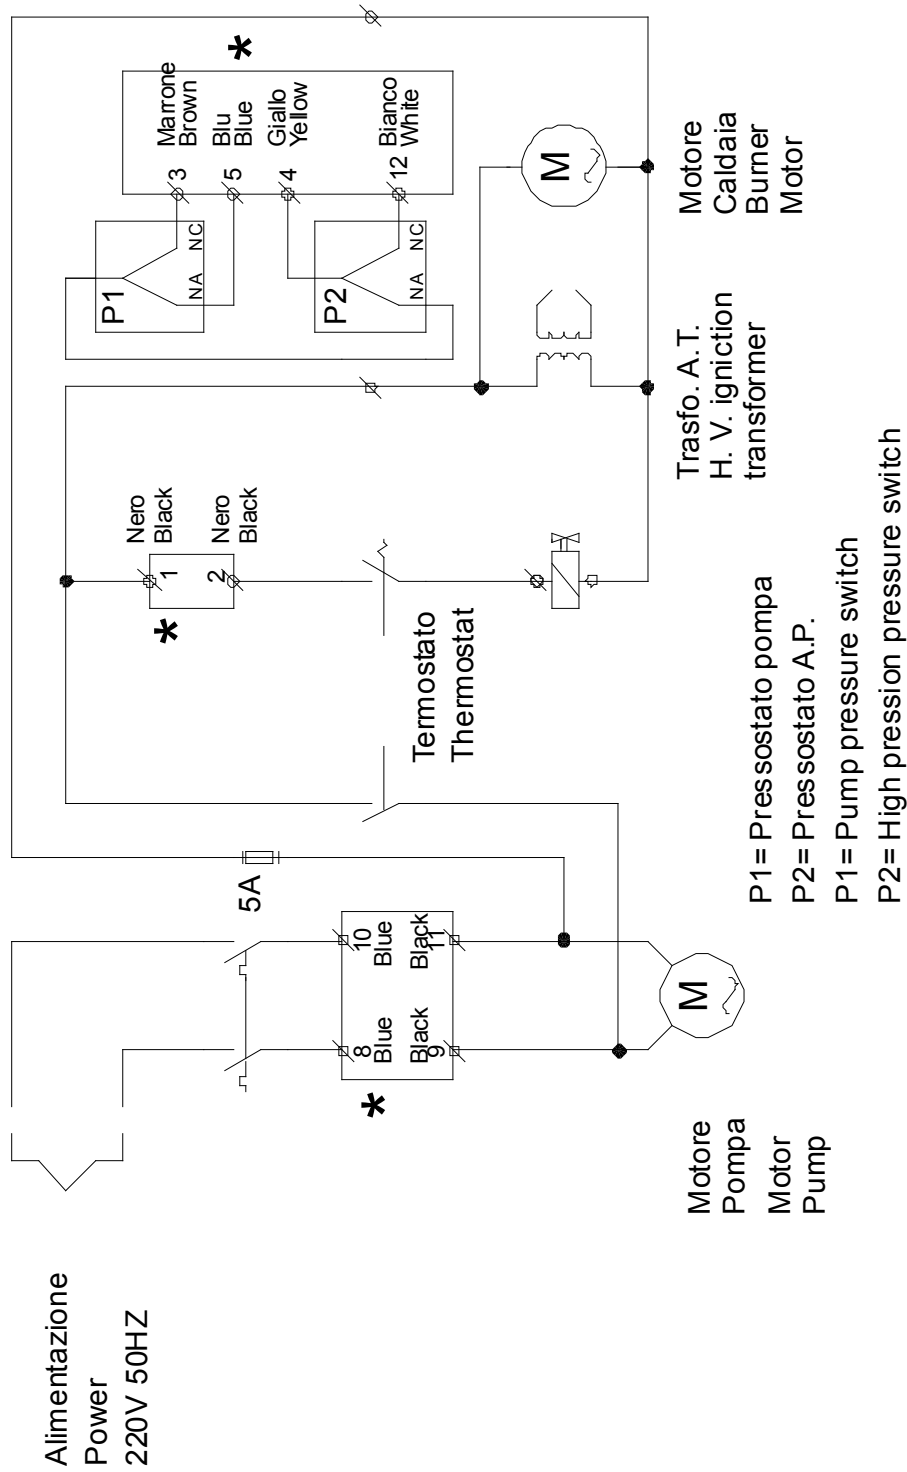 Alimentazione
Power
220V 50HZ
*
8
Blue
10
Blue
Black
9
Black
11
5A
Motore
Pompa
Motor
Pump
M
Termostato
Thermostat
*
Nero
Black
1
2
Nero
Black
*
Marrone
Brown
Blu
Blue
Giallo
Yellow
Bianco
White
3
5
4
12
P1
NA
NC
P2
NA
NC
M
Trasfo. A.T.
H. V. igniction
transformer
Motore
Caldaia
Burner
Motor
P1= Pressostato pompa
P2= Pressostato A.P.
P1= Pump pressure switch
P2= High pression pressure switch